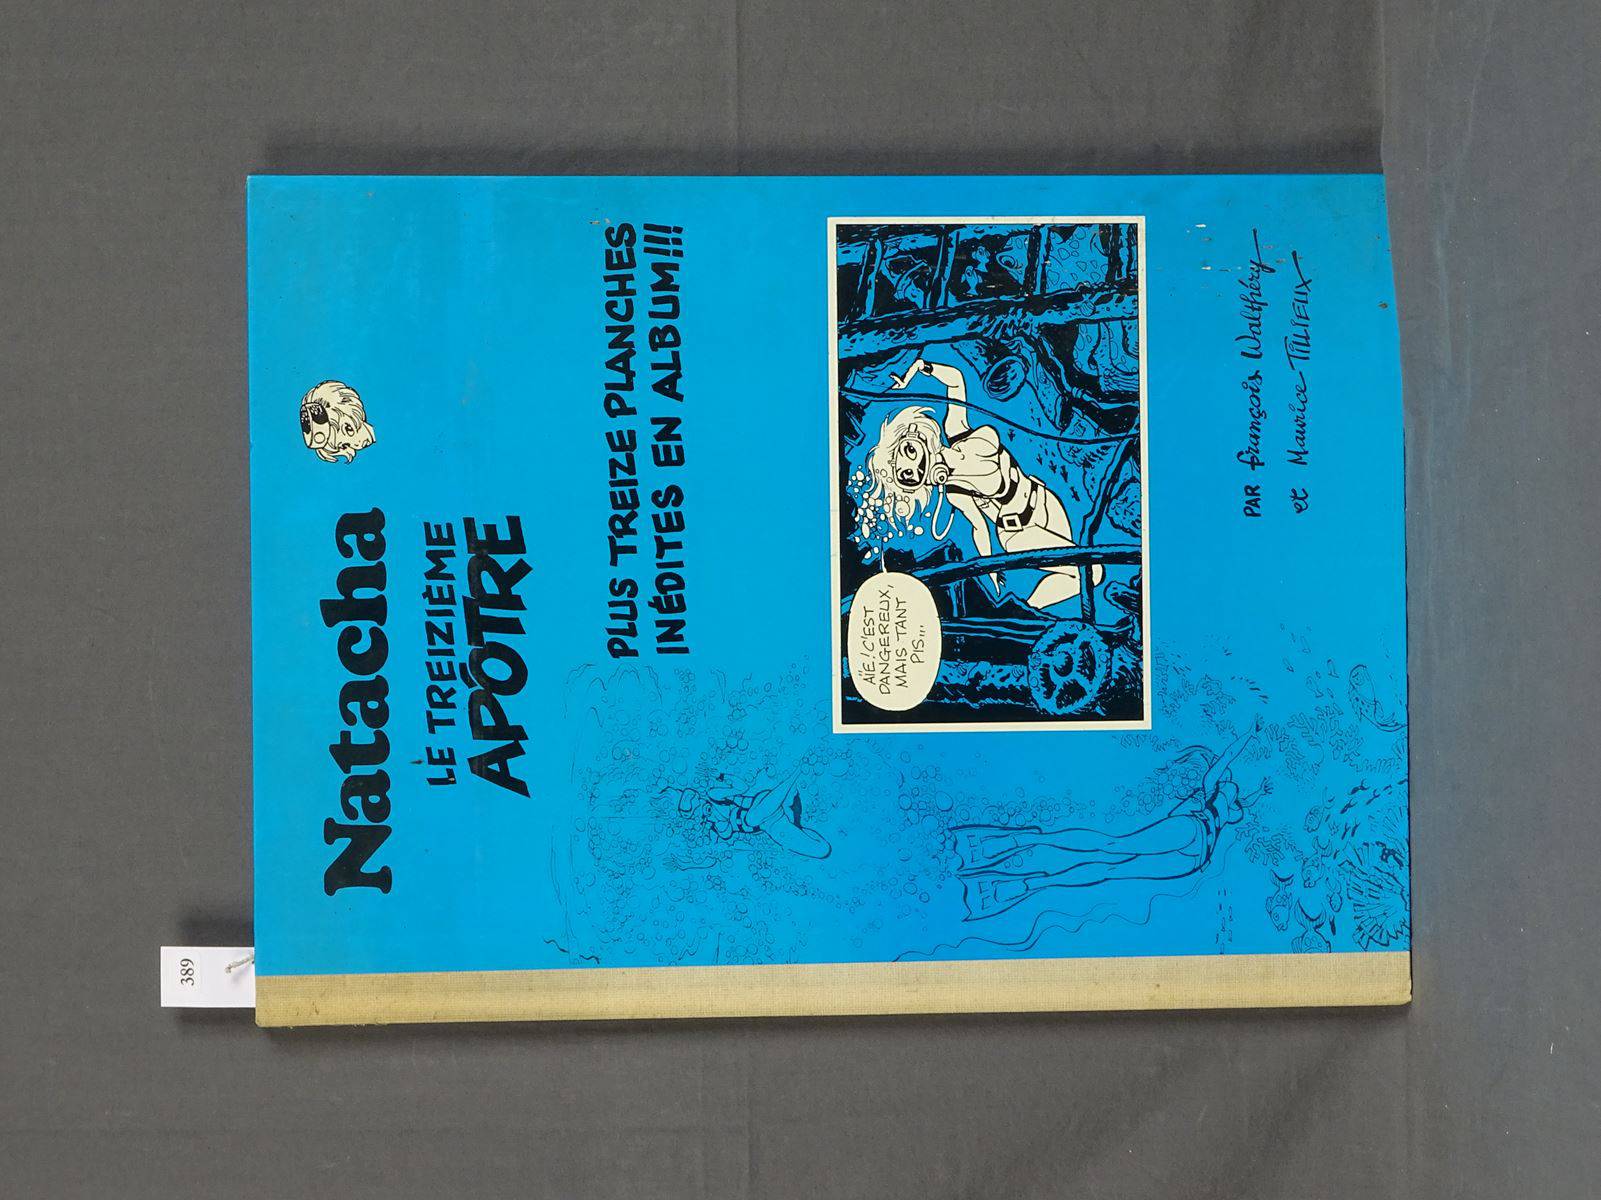 Natacha
LE TREIZIÈME
APÔTRE
PLUS TREIZE PLANCHES
INÉDITES EN ALBUM!!!
AÏE! C'EST
DANGEREUX,
MAIS TANT
PIS...
PAR François Walthéry
et Maurice TILLIEUX
389